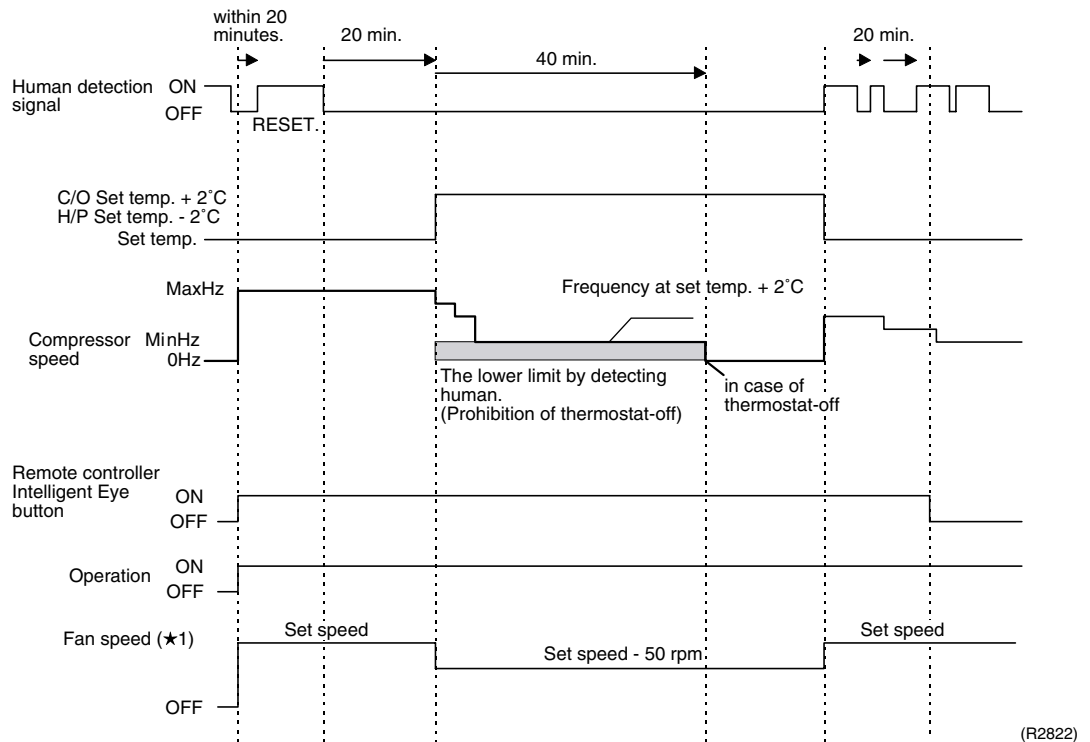 within 20
minutes.
20 min.
40 min.
20 min.
Human detection
signal
ON
OFF
RESET.
C/O Set temp. + 2˚C
H/P Set temp. - 2˚C
Set temp.
MaxHz
Frequency at set temp. + 2˚C
Compressor
speed
MinHz
0Hz
The lower limit by detecting
human.
(Prohibition of thermostat-off)
in case of
thermostat-off
Remote controller
Intelligent Eye
button
ON
OFF
Operation
ON
OFF
Fan speed (★1)
Set speed
Set speed - 50 rpm
Set speed
OFF
(R2822)